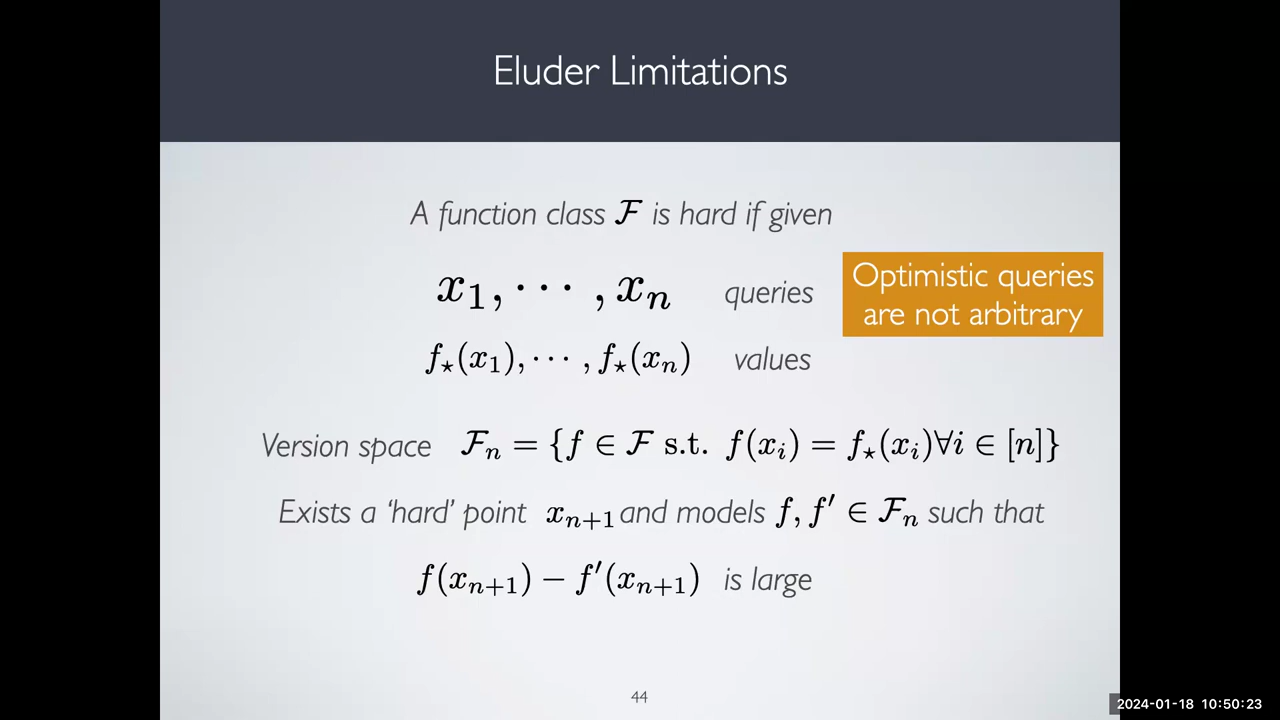 Eluder Limitations
A function class 𝓕 is hard if given
x₁, ⋯ , xₙ queries
Optimistic queries
are not arbitrary
f⋆(x₁), ⋯ , f⋆(xₙ) values
Version space 𝓕ₙ = {f ∈ 𝓕 s.t. f(xᵢ) = f⋆(xᵢ)∀i ∈ [n]}
Exists a ‘hard’ point xₙ₊₁ and models f, f′ ∈ 𝓕ₙ such that
f(xₙ₊₁) − f′(xₙ₊₁) is large
44
2024-01-18 10:50:23